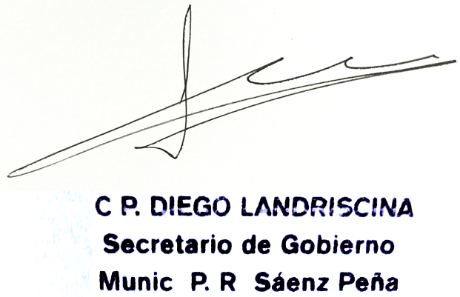 C P. DIEGO LANDRISCINA
Secretario de Gobierno
Munic P. R Sáenz Peña